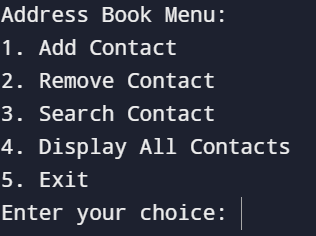 Address Book Menu:
1. Add Contact
2. Remove Contact
3. Search Contact
4. Display All Contacts
5. Exit
Enter your choice: